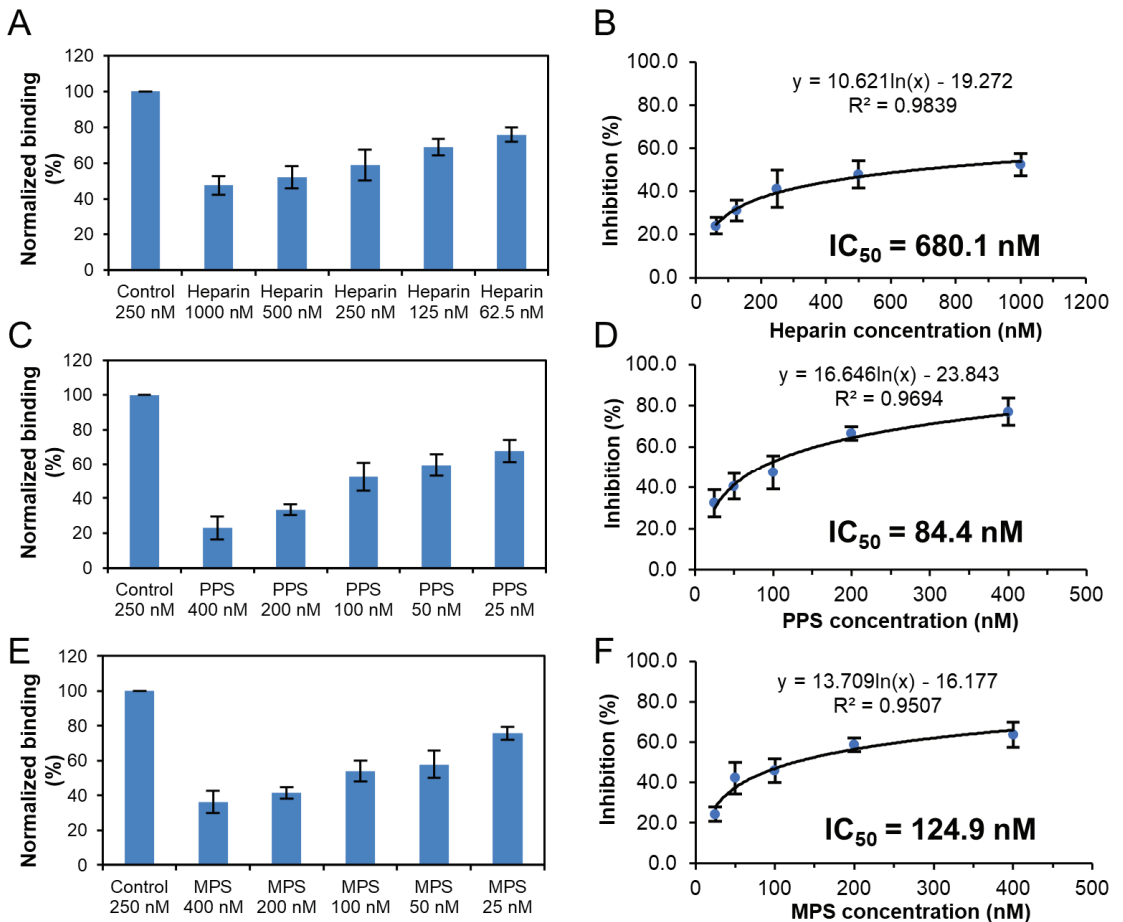 A
Normalized binding
(%)
120
100
80
60
40
20
0
Control Heparin Heparin Heparin Heparin Heparin
250 nM 1000 nM 500 nM 250 nM 125 nM 62.5 nM
B
Inhibition (%)
100.0
80.0
60.0
40.0
20.0
0.0
y = 10.621ln(x) - 19.272
R² = 0.9839
IC50 = 680.1 nM
0 200 400 600 800 1000 1200
Heparin concentration (nM)
C
Normalized binding
(%)
120
100
80
60
40
20
0
Control PPS PPS PPS PPS PPS
250 nM 400 nM 200 nM 100 nM 50 nM 25 nM
D
Inhibition (%)
100.0
80.0
60.0
40.0
20.0
0.0
y = 16.646ln(x) - 23.843
R² = 0.9694
IC50 = 84.4 nM
0 100 200 300 400 500
PPS concentration (nM)
E
Normalized binding
(%)
120
100
80
60
40
20
0
Control MPS MPS MPS MPS MPS
250 nM 400 nM 200 nM 100 nM 50 nM 25 nM
F
Inhibition (%)
100.0
80.0
60.0
40.0
20.0
0.0
y = 13.709ln(x) - 16.177
R² = 0.9507
IC50 = 124.9 nM
0 100 200 300 400 500
MPS concentration (nM)